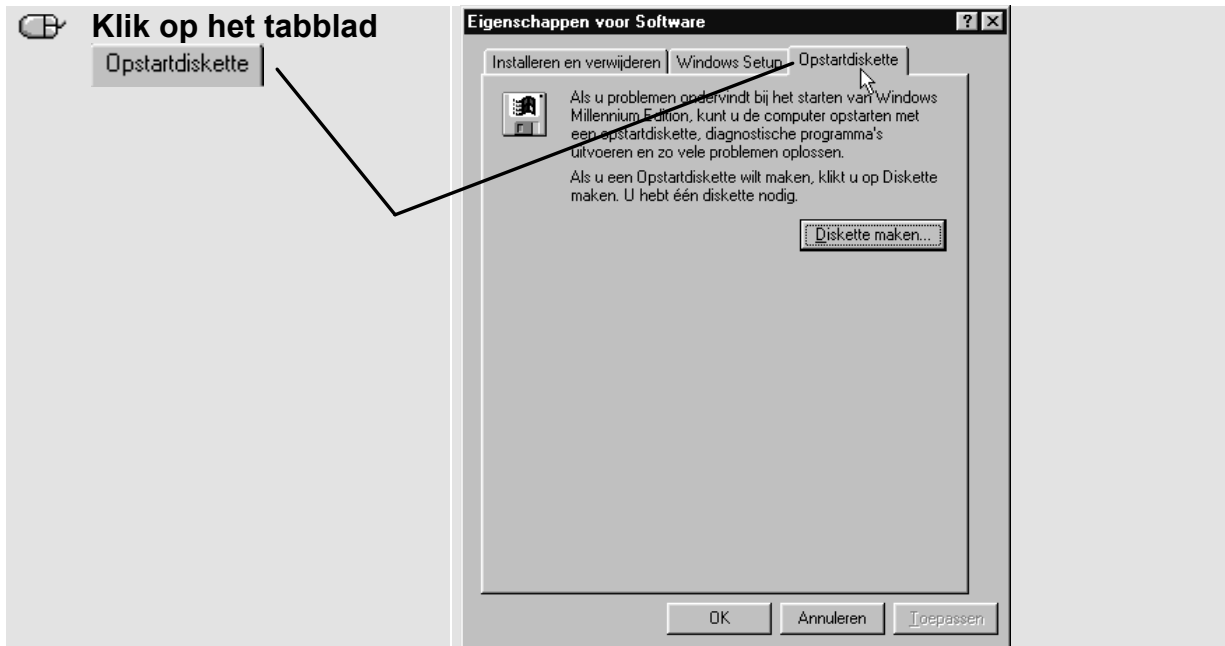 Klik op het tabblad
Opstartdiskette
Eigenschappen voor Software
Installeren en verwijderen
Windows Setup
Opstartdiskette
Als u problemen ondervindt bij het starten van Windows
Millennium Edition, kunt u de computer opstarten met
een opstartdiskette, diagnostische programma's
uitvoeren en zo vele problemen oplossen.
Als u een Opstartdiskette wilt maken, klikt u op Diskette
maken. U hebt één diskette nodig.
Diskette maken...
OK
Annuleren
Toepassen